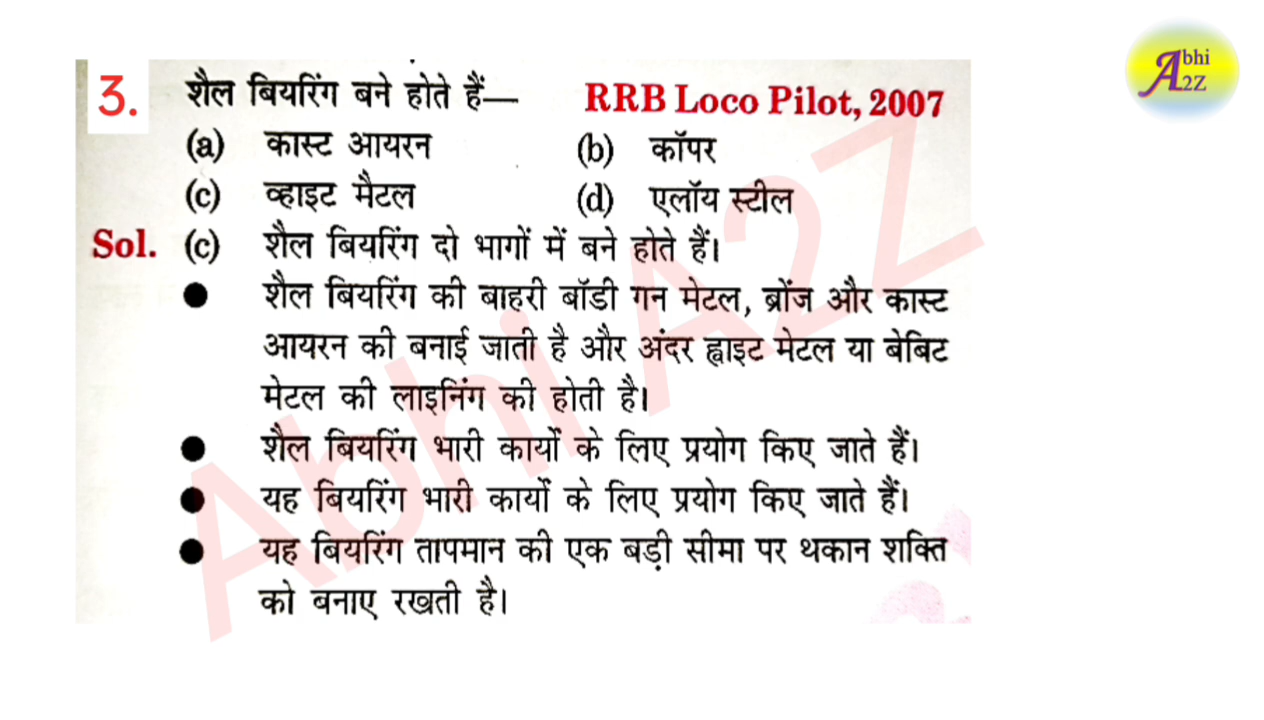 Abhi
A2Z
3. शैल बियरिंग बने होते हैं— RRB Loco Pilot, 2007
(a) कास्ट आयरन (b) कॉपर
(c) व्हाइट मैटल (d) एलॉय स्टील
Sol. (c) शैल बियरिंग दो भागों में बने होते हैं।
● शैल बियरिंग की बाहरी बॉडी गन मेटल, ब्रोंज और कास्ट
आयरन की बनाई जाती है और अंदर ह्वाइट मेटल या बेबिट
मेटल की लाइनिंग की होती है।
● शैल बियरिंग भारी कार्यों के लिए प्रयोग किए जाते हैं।
● यह बियरिंग भारी कार्यों के लिए प्रयोग किए जाते हैं।
● यह बियरिंग तापमान की एक बड़ी सीमा पर थकान शक्ति
को बनाए रखती है।
Abhi A2Z